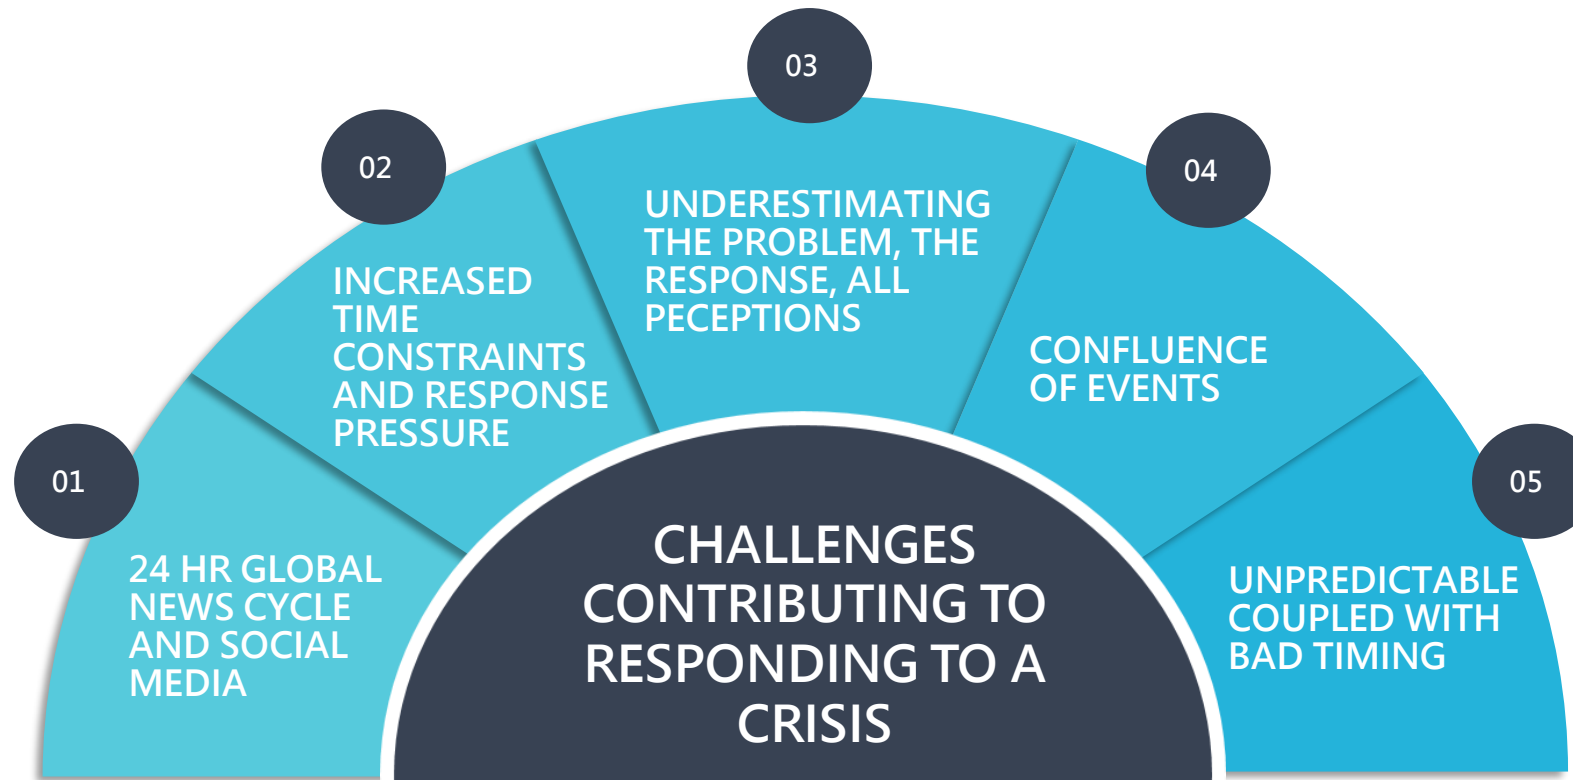 01
24 HR GLOBAL
NEWS CYCLE
AND SOCIAL
MEDIA
02
INCREASED
TIME
CONSTRAINTS
AND RESPONSE
PRESSURE
03
UNDERESTIMATING
THE PROBLEM, THE
RESPONSE, ALL
PECEPTIONS
04
CONFLUENCE
OF EVENTS
05
UNPREDICTABLE
COUPLED WITH
BAD TIMING
CHALLENGES
CONTRIBUTING TO
RESPONDING TO A
CRISIS